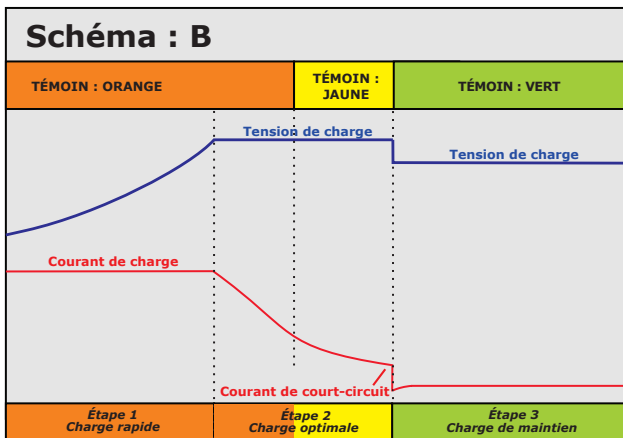 Schéma : B
TÉMOIN : ORANGE
TÉMOIN :
JAUNE
TÉMOIN : VERT
Tension de charge
Tension de charge
Courant de charge
Courant de court-circuit
Étape 1
Charge rapide
Étape 2
Charge optimale
Étape 3
Charge de maintien